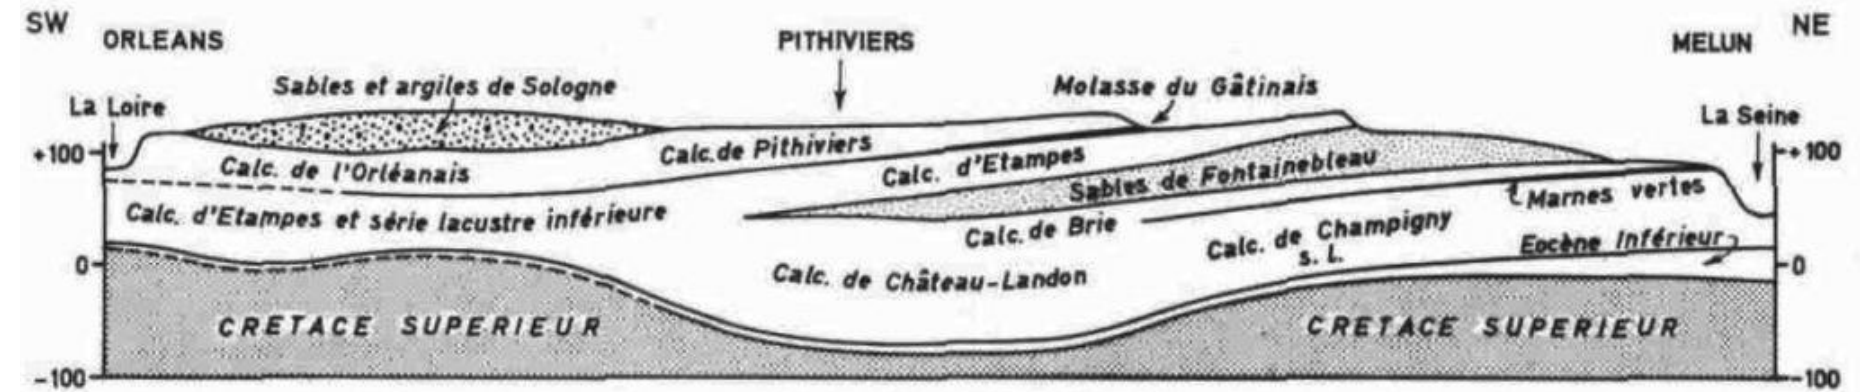 SW
NE
ORLEANS
PITHIVIERS
MELUN
Sables et argiles de Sologne
Molasse du Gâtinais
La Loire
La Seine
+100
+100
Calc. de l'Orléanais
Calc. de Pithiviers
Calc. d'Etampes
Sables de Fontainebleau
Marnes vertes
Calc. d'Etampes et série lacustre inférieure
Calc. de Brie
Calc. de Champigny
s. l.
Eocène Inférieur
0
0
Calc. de Château-Landon
CRETACE SUPERIEUR
CRETACE SUPERIEUR
-100
-100